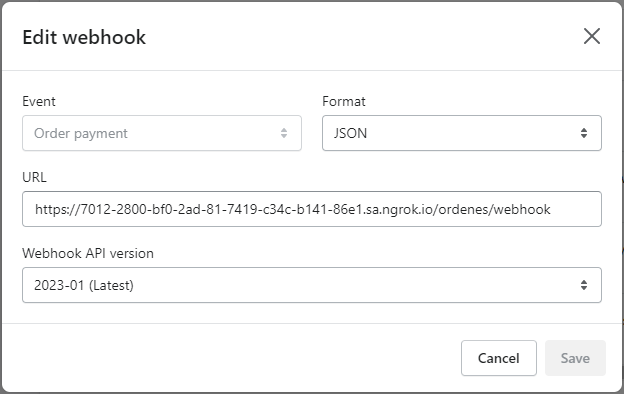 Edit webhook
Event
Format
Order payment
JSON
URL
https://7012-2800-bf0-2ad-81-7419-c34c-b141-86e1.sa.ngrok.io/ordenes/webhook
Webhook API version
2023-01 (Latest)
Cancel
Save